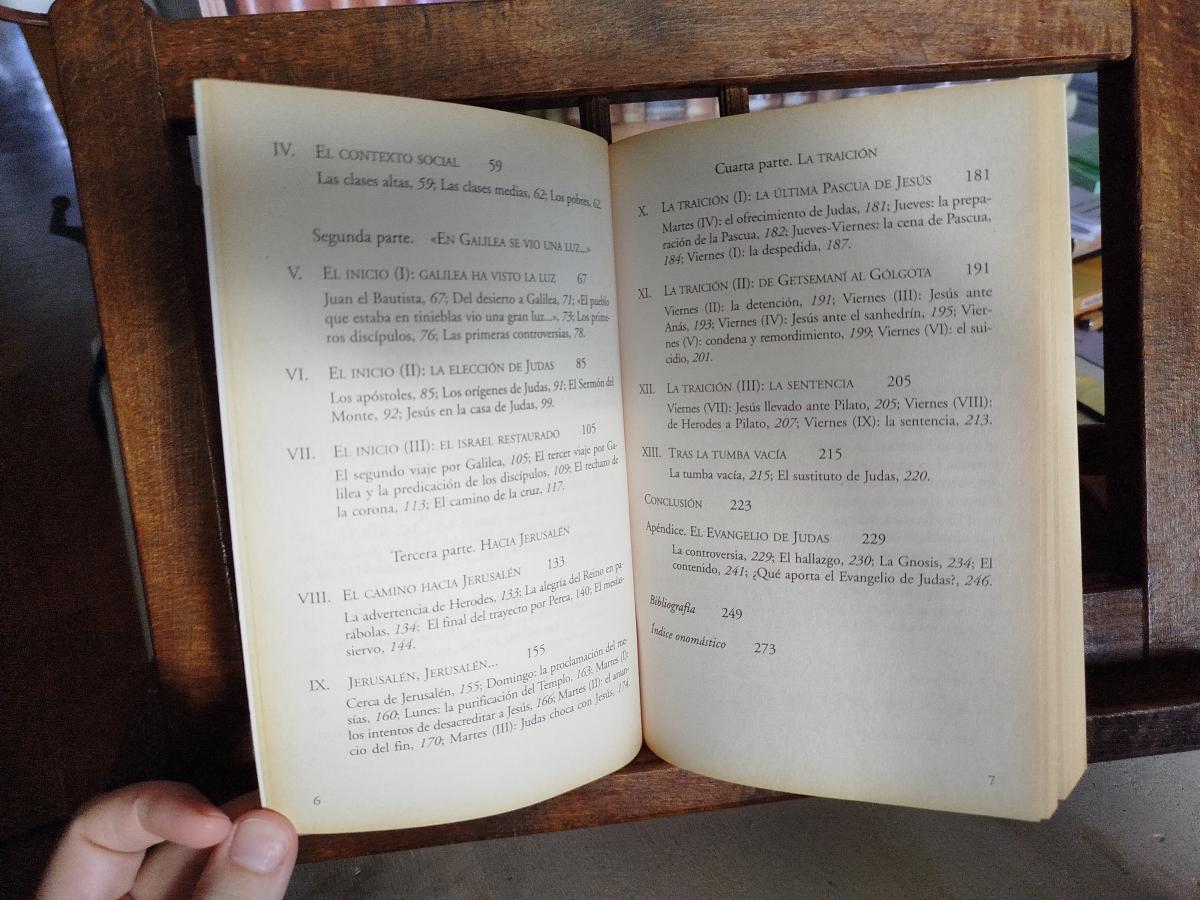 IV. EL CONTEXTO SOCIAL 59
Las clases altas, 59; Las clases medias, 62; Los pobres, 62.
Segunda parte. «EN GALILEA SE VIO UNA LUZ...»
V. EL INICIO (I): GALILEA HA VISTO LA LUZ 67
Juan el Bautista, 67; Del desierto a Galilea, 71; «El pueblo
que estaba en tinieblas vio una gran luz...», 73; Los prime-
ros discípulos, 76; Las primeras controversias, 78.
VI. EL INICIO (II): LA ELECCIÓN DE JUDAS 85
Los apóstoles, 85; Los orígenes de Judas, 91; El Sermón del
Monte, 92; Jesús en la casa de Judas, 99.
VII. EL INICIO (III): EL ISRAEL RESTAURADO 105
El segundo viaje por Galilea, 105; El tercer viaje por Ga-
lilea y la predicación de los discípulos, 109; El rechazo de
la corona, 113; El camino de la cruz, 117.
Tercera parte. HACIA JERUSALÉN
VIII. EL CAMINO HACIA JERUSALÉN 133
La advertencia de Herodes, 133; La alegría del Reino en pa-
rábolas, 134; El final del trayecto por Perea, 140; El mesías-
siervo, 144.
IX. JERUSALÉN, JERUSALÉN... 155
Cerca de Jerusalén, 155; Domingo: la proclamación del me-
sías, 160; Lunes: la purificación del Templo, 163; Martes (I):
los intentos de desacreditar a Jesús, 166; Martes (II): el anun-
cio del fin, 170; Martes (III): Judas choca con Jesús, 174.
6
Cuarta parte. LA TRAICIÓN
X. LA TRAICIÓN (I): LA ÚLTIMA PASCUA DE JESÚS 181
Martes (IV): el ofrecimiento de Judas, 181; Jueves: la prepa-
ración de la Pascua, 182; Jueves-Viernes: la cena de Pascua,
184; Viernes (I): la despedida, 187.
XI. LA TRAICIÓN (II): DE GETSEMANÍ AL GÓLGOTA 191
Viernes (II): la detención, 191; Viernes (III): Jesús ante
Anás, 193; Viernes (IV): Jesús ante el sanhedrín, 195; Vier-
nes (V): condena y remordimiento, 199; Viernes (VI): el sui-
cidio, 201.
XII. LA TRAICIÓN (III): LA SENTENCIA 205
Viernes (VII): Jesús llevado ante Pilato, 205; Viernes (VIII):
de Herodes a Pilato, 207; Viernes (IX): la sentencia, 213.
XIII. TRAS LA TUMBA VACÍA 215
La tumba vacía, 215; El sustituto de Judas, 220.
CONCLUSIÓN 223
Apéndice. EL EVANGELIO DE JUDAS 229
La controversia, 229; El hallazgo, 230; La Gnosis, 234; El
contenido, 241; ¿Qué aporta el Evangelio de Judas?, 246.
Bibliografía 249
Índice onomástico 273
7